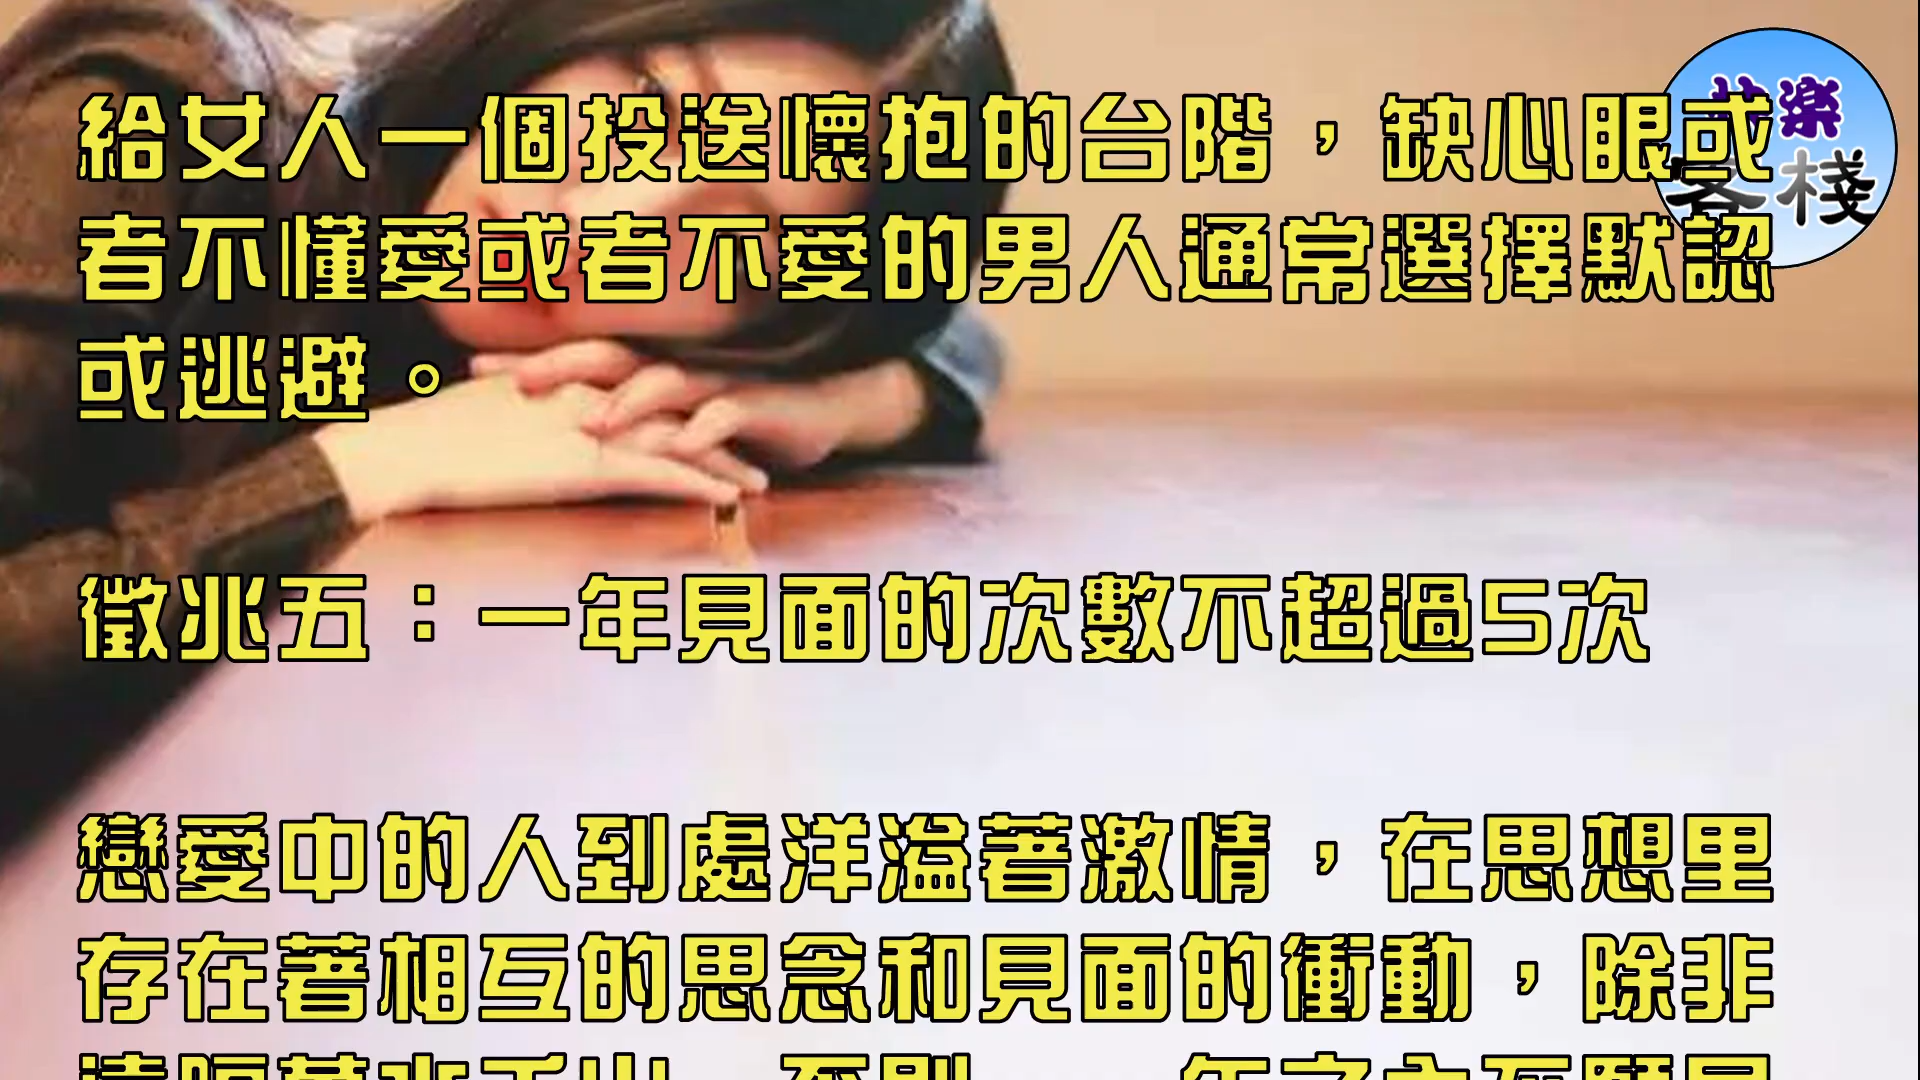 樂
客棧
給女人一個投送懷抱的台階，缺心眼或
者不懂愛或者不愛的男人通常選擇默認
或逃避。
徵兆五：一年見面的次數不超過5次
戀愛中的人到處洋溢著激情，在思想里
存在著相互的思念和見面的衝動，除非